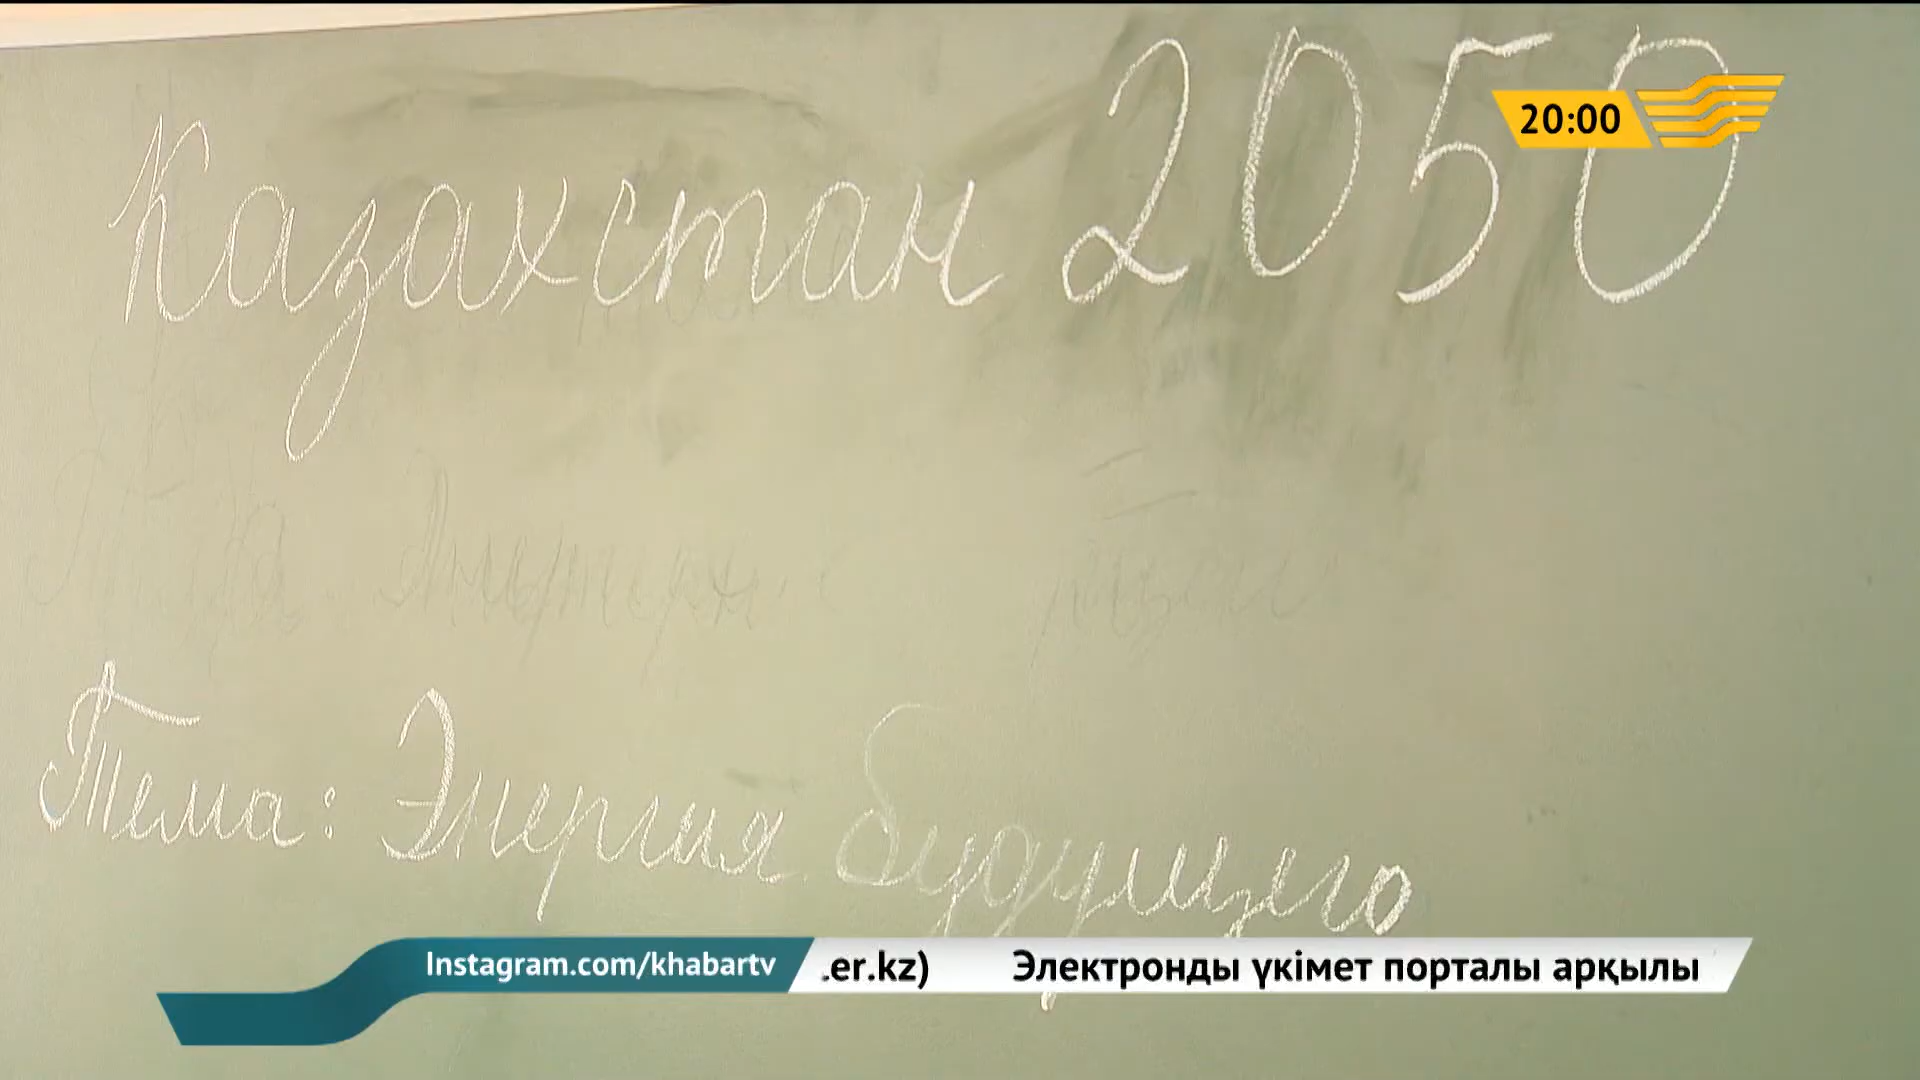 Казахстан 2050
20:00
Тема: Энергия будущего
Instagram.com/khabartv
.er.kz) Электронды үкімет порталы арқылы